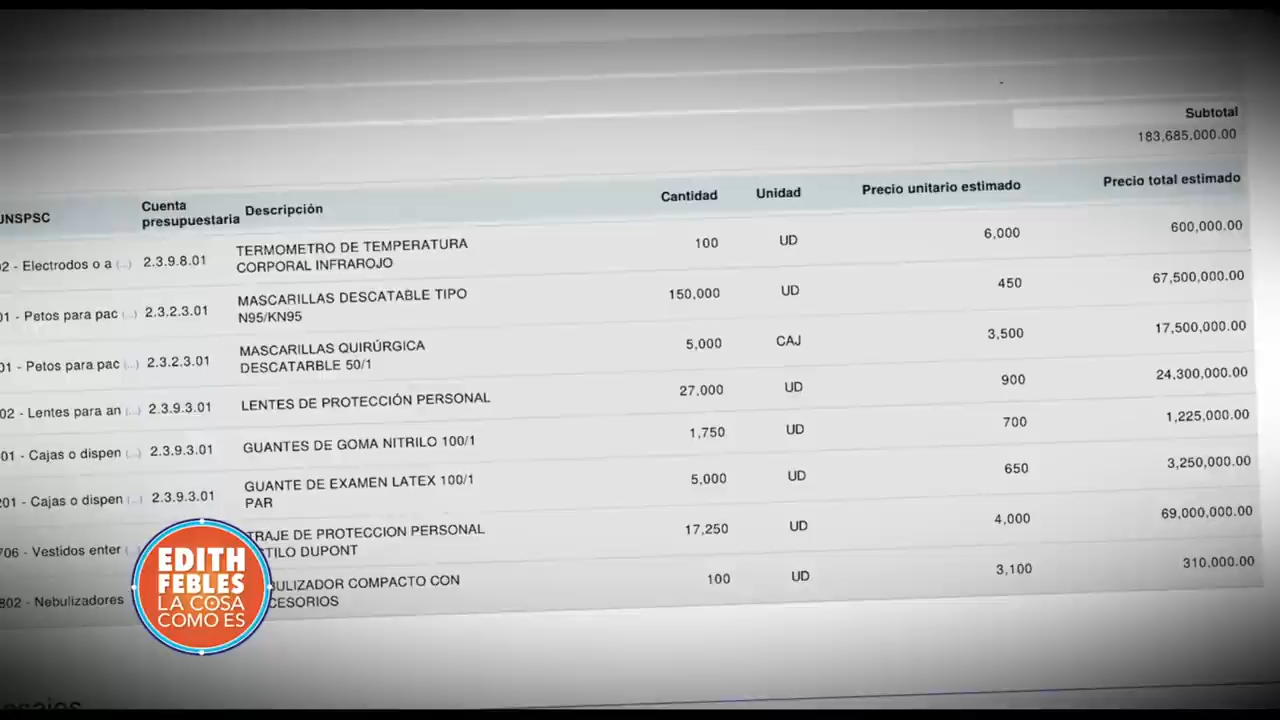 Subtotal
183,685,000.00
UNSPSC Cuenta presupuestaria Descripción Cantidad Unidad Precio unitario estimado Precio total estimado
02 - Electrodos o a (...) 2.3.9.8.01 TERMOMETRO DE TEMPERATURA CORPORAL INFRAROJO 100 UD 6,000 600,000.00
01 - Petos para pac (...) 2.3.2.3.01 MASCARILLAS DESCATABLE TIPO N95/KN95 150,000 UD 450 67,500,000.00
01 - Petos para pac (...) 2.3.2.3.01 MASCARILLAS QUIRÚRGICA DESCATARBLE 50/1 5,000 CAJ 3,500 17,500,000.00
02 - Lentes para an (...) 2.3.9.3.01 LENTES DE PROTECCIÓN PERSONAL 27,000 UD 900 24,300,000.00
01 - Cajas o dispen (...) 2.3.9.3.01 GUANTES DE GOMA NITRILO 100/1 1,750 UD 700 1,225,000.00
201 - Cajas o dispen (...) 2.3.9.3.01 GUANTE DE EXAMEN LATEX 100/1 PAR 5,000 UD 650 3,250,000.00
706 - Vestidos enter TRAJE DE PROTECCION PERSONAL TILO DUPONT 17,250 UD 4,000 69,000,000.00
802 - Nebulizadores BULIZADOR COMPACTO CON CESORIOS 100 UD 3,100 310,000.00
EDITH
FEBLES
LA COSA
COMO ES